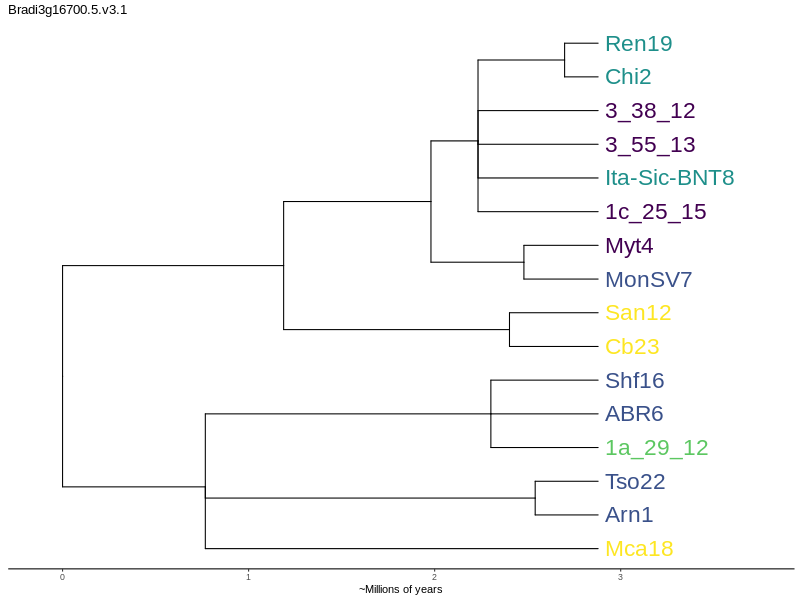 Bradi3g16700.5.v3.1
Ren19
Chi2
3_38_12
3_55_13
Ita-Sic-BNT8
1c_25_15
Myt4
MonSV7
San12
Cb23
Shf16
ABR6
1a_29_12
Tso22
Arn1
Mca18
0 1 2 3
~Millions of years